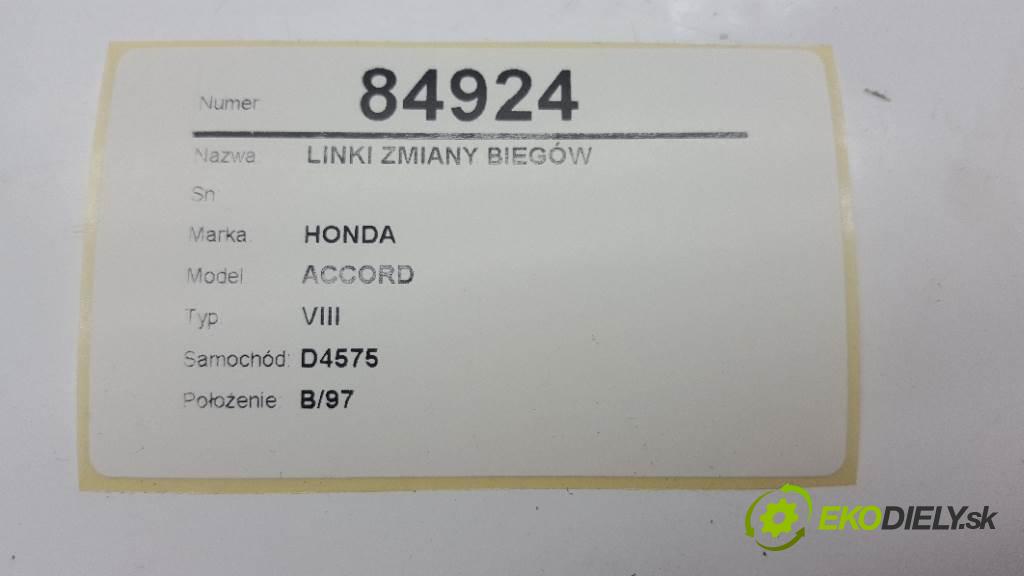 Numer: 84924
Nazwa: LINKI ZMIANY BIEGÓW
Sn
Marka: HONDA
Model ACCORD
Typ VIII
Samochód: D4575
Położenie: B/97
EKODIELY.sk